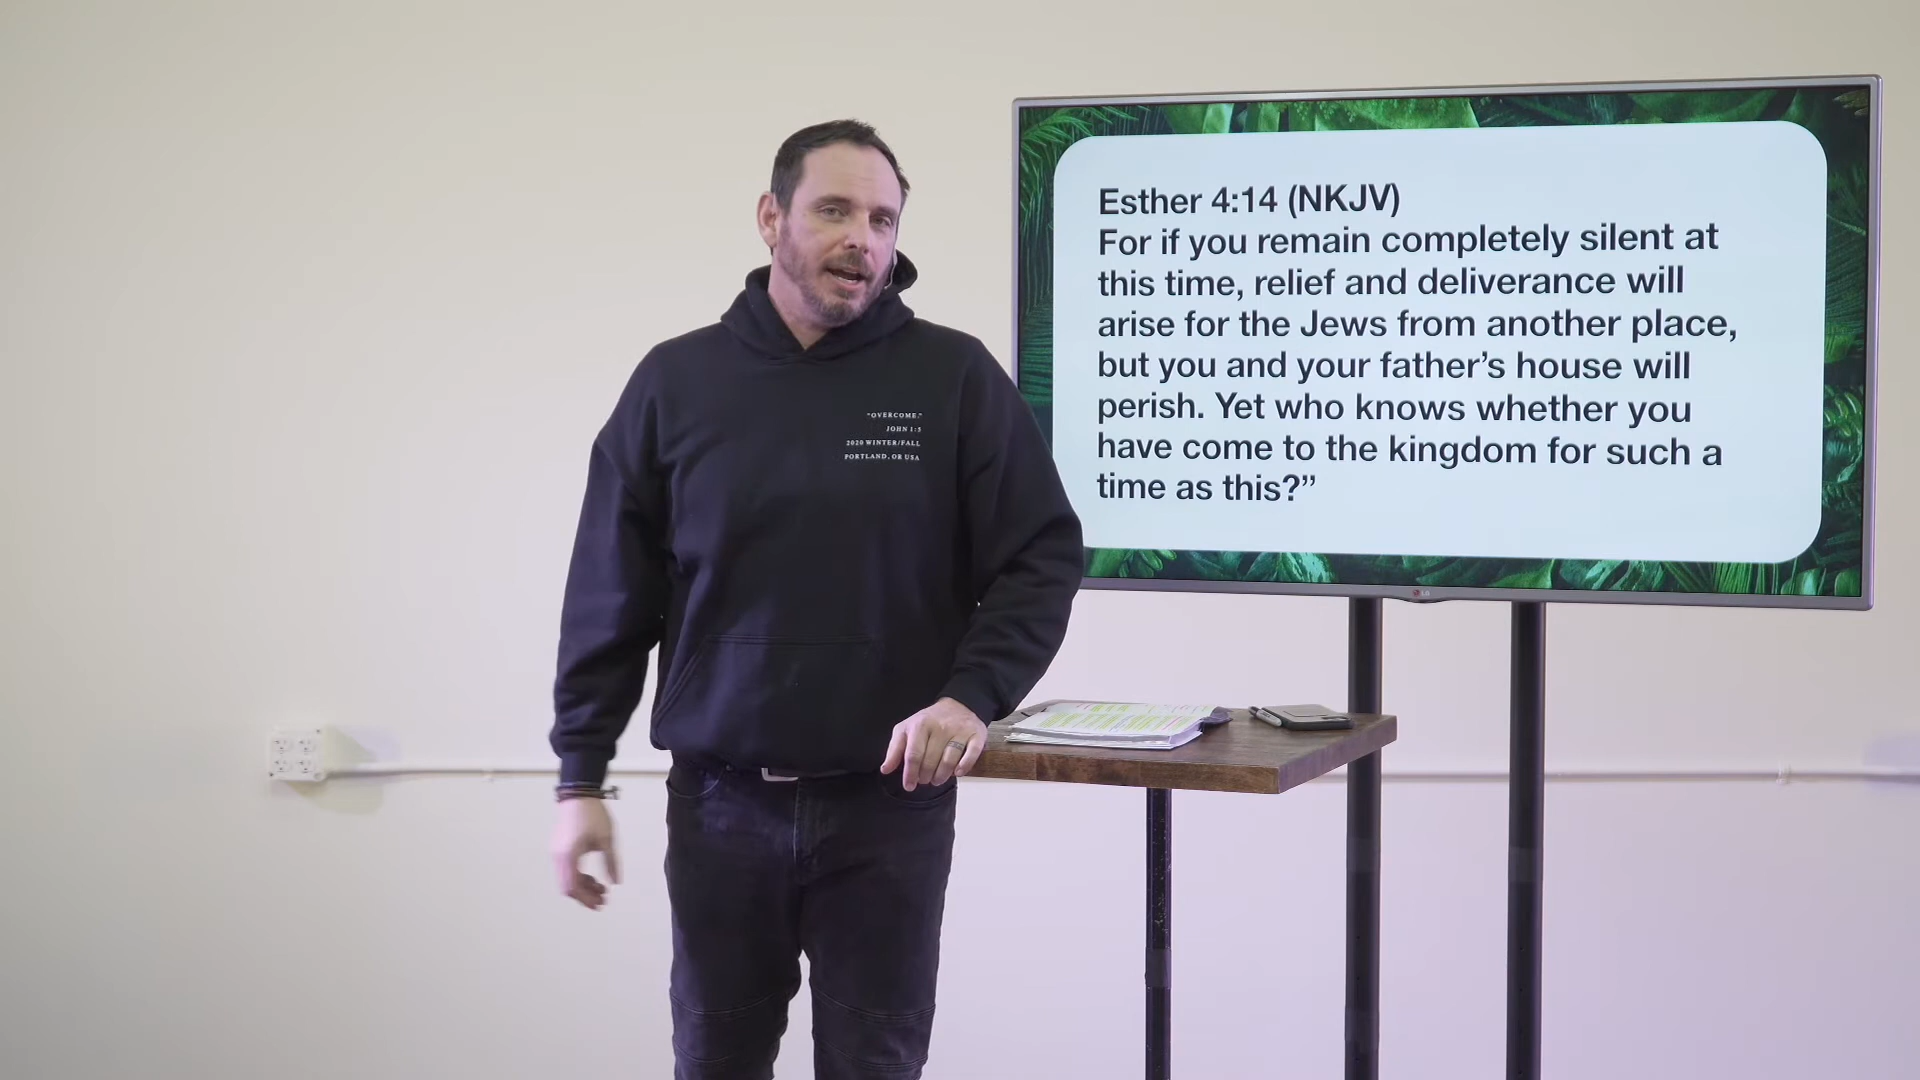 Esther 4:14 (NKJV)
For if you remain completely silent at
this time, relief and deliverance will
arise for the Jews from another place,
but you and your father’s house will
perish. Yet who knows whether you
have come to the kingdom for such a
time as this?”
LG
"OVERCOME."
JOHN 1:5
2020 WINTER/FALL
PORTLAND, OR USA